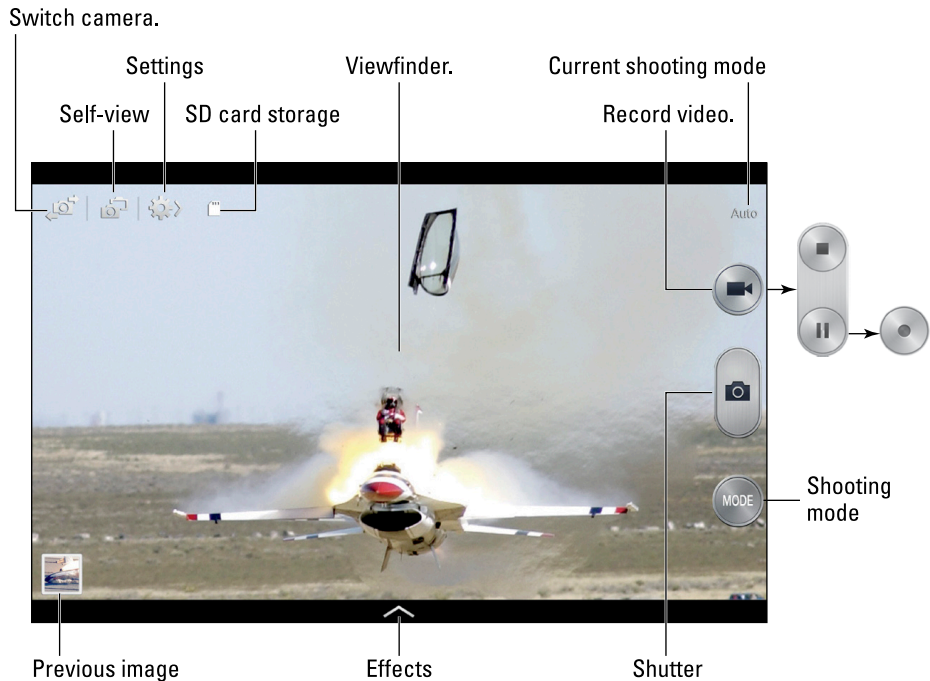 Switch camera.
Settings
Viewfinder.
Current shooting mode
Self-view
SD card storage
Record video.
Auto
MODE
Shooting
mode
Previous image
Effects
Shutter